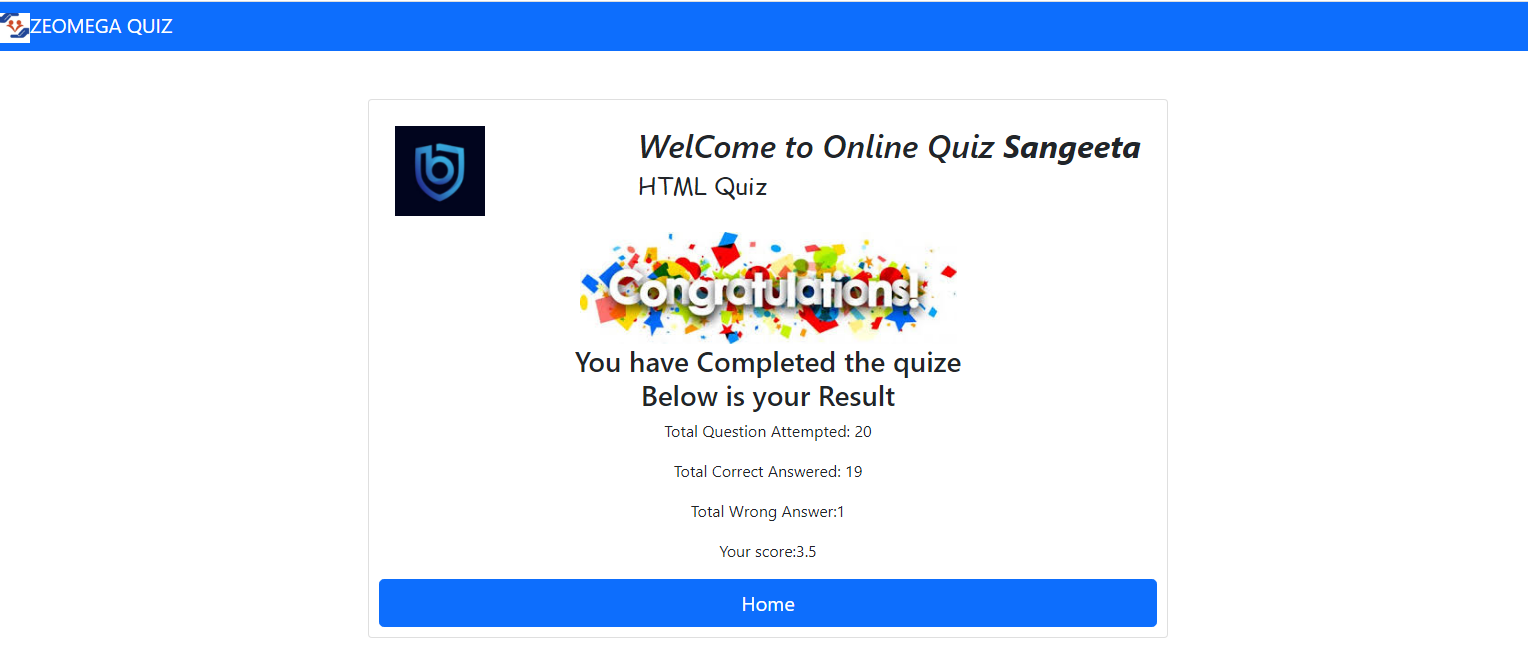 ZEOMEGA QUIZ
WelCome to Online Quiz Sangeeta
HTML Quiz
Congratulations!
You have Completed the quize
Below is your Result
Total Question Attempted: 20
Total Correct Answered: 19
Total Wrong Answer:1
Your score:3.5
Home